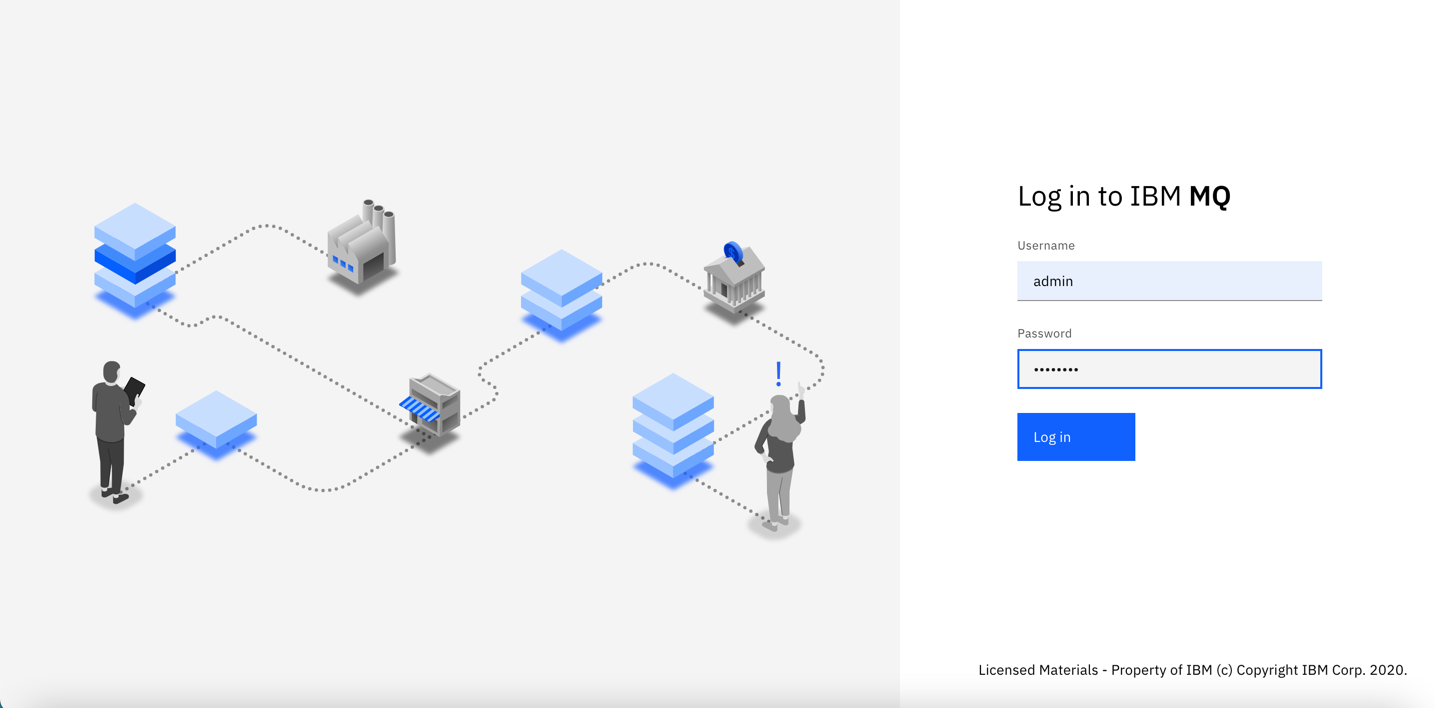 Log in to IBM MQ
Username
admin
Password
••••••••
Log in
!
Licensed Materials - Property of IBM (c) Copyright IBM Corp. 2020.